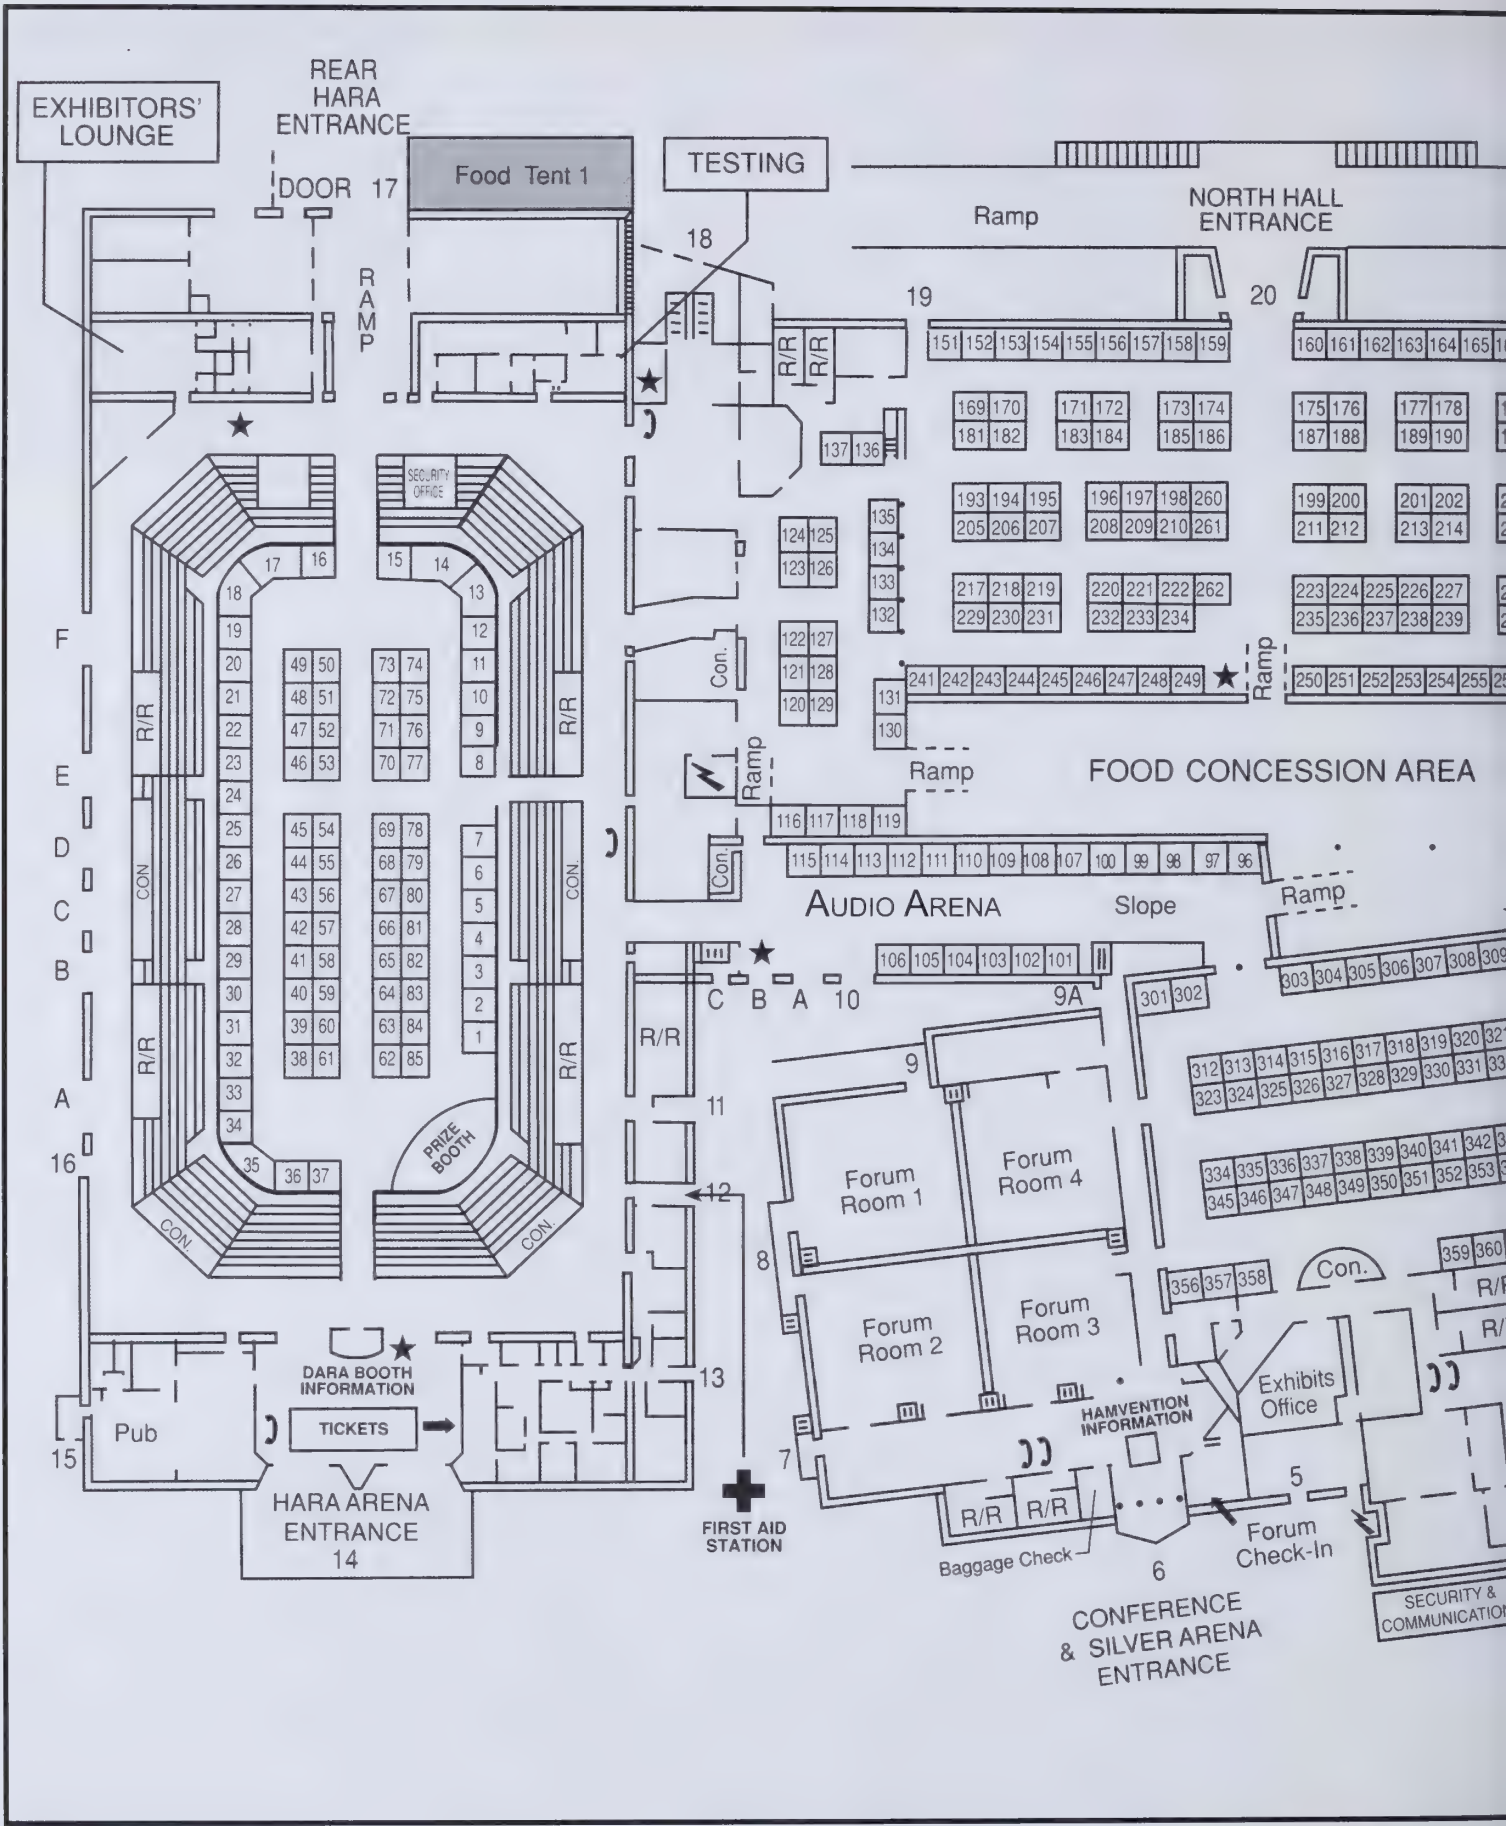 REAR
HARA
ENTRANCE
EXHIBITORS'
LOUNGE
DOOR 17
Food Tent 1
TESTING
18
RAMP
Ramp
NORTH HALL
ENTRANCE
19
20
151 152 153 154 155 156 157 158 159
160 161 162 163 164 165
R/R
R/R
169 170 171 172 173 174 175 176 177 178
181 182 183 184 185 186 187 188 189 190
137 136
193 194 195 196 197 198 260 199 200 201 202
205 206 207 208 209 210 261 211 212 213 214
135
134
133
132
124 125
123 126
217 218 219 220 221 222 262 223 224 225 226 227
229 230 231 232 233 234 235 236 237 238 239
122 127
121 128
120 129
Con.
241 242 243 244 245 246 247 248 249
Ramp
250 251 252 253 254 255
131
130
Ramp
Ramp
FOOD CONCESSION AREA
116 117 118 119
115 114 113 112 111 110 109 108 107 100 99 98 97 96
Con.
AUDIO ARENA
Slope
Ramp
106 105 104 103 102 101
C B A 10
9A
SECURITY
OFFICE
17 16 15 14
18 13
19 12
20 49 50 73 74 11
21 48 51 72 75 10
22 47 52 71 76 9
23 46 53 70 77 8
24
25 45 54 69 78 7
26 44 55 68 79 6
27 43 56 67 80 5
28 42 57 66 81 4
29 41 58 65 82 3
30 40 59 64 83 2
31 39 60 63 84 1
32 38 61 62 85
33
34
35 36 37
PRIZE
BOOTH
R/R
R/R
CON
CON.
R/R
R/R
CON.
CON.
F
E
D
C
B
A
16
R/R
11
12
13
301 302
303 304 305 306 307 308 309
312 313 314 315 316 317 318 319 320 321
323 324 325 326 327 328 329 330 331
334 335 336 337 338 339 340 341 342
345 346 347 348 349 350 351 352 353
356 357 358
Con.
359 360
9
8
7
Forum
Room 1
Forum
Room 4
Forum
Room 2
Forum
Room 3
HAMVENTION
INFORMATION
Exhibits
Office
5
R/R
R/R
Baggage Check
6
Forum
Check-In
CONFERENCE
& SILVER ARENA
ENTRANCE
SECURITY &
DARA BOOTH
INFORMATION
TICKETS
Pub
15
HARA ARENA
ENTRANCE
14
FIRST AID
STATION